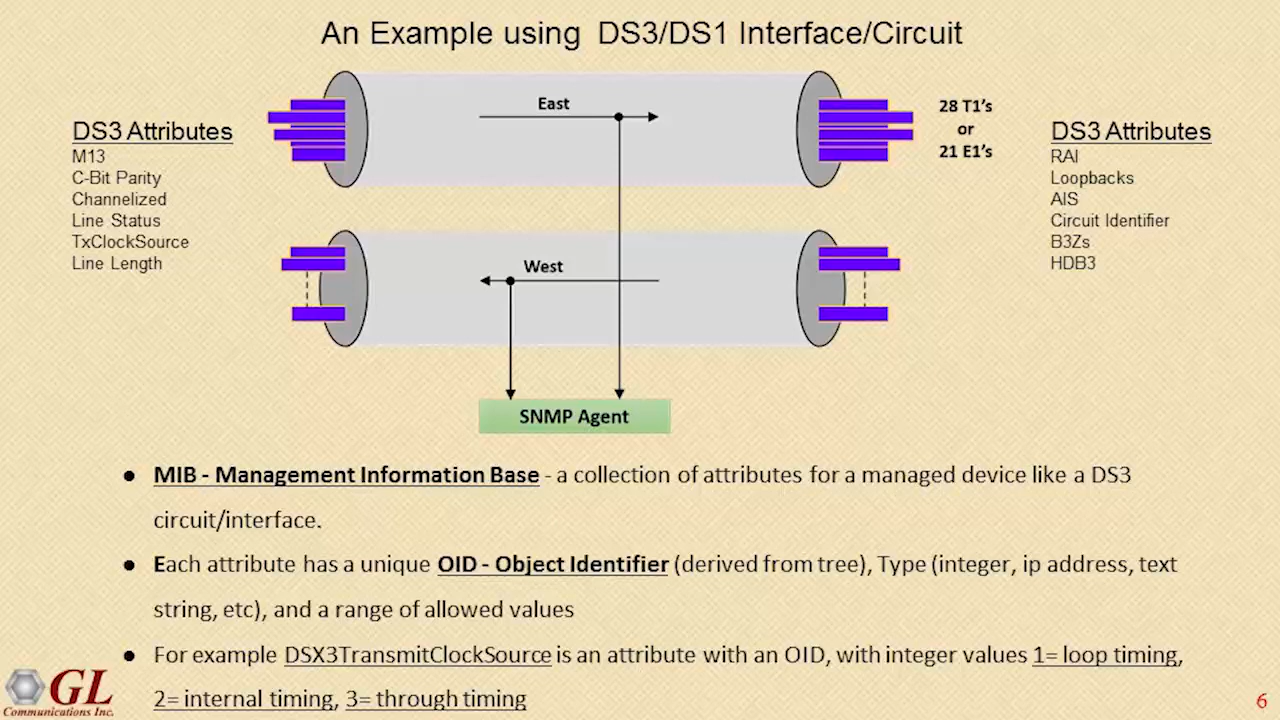 An Example using DS3/DS1 Interface/Circuit
DS3 Attributes
M13
C-Bit Parity
Channelized
Line Status
TxClockSource
Line Length
East
West
28 T1's
or
21 E1's
DS3 Attributes
RAI
Loopbacks
AIS
Circuit Identifier
B3Zs
HDB3
SNMP Agent
● MIB - Management Information Base - a collection of attributes for a managed device like a DS3
circuit/interface.
● Each attribute has a unique OID - Object Identifier (derived from tree), Type (integer, ip address, text
string, etc), and a range of allowed values
● For example DSX3TransmitClockSource is an attribute with an OID, with integer values 1= loop timing,
2= internal timing, 3= through timing
GL
Communications Inc.
6